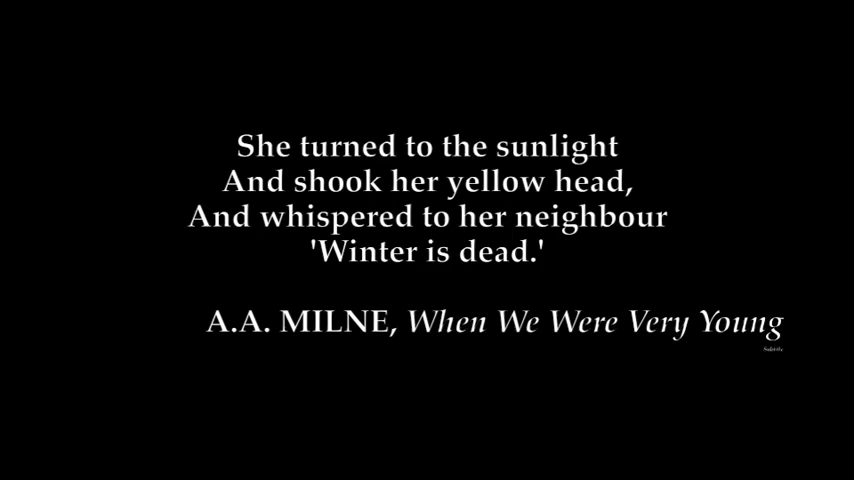 She turned to the sunlight
And shook her yellow head,
And whispered to her neighbour
'Winter is dead.'
A.A. MILNE, When We Were Very Young
Subtitle